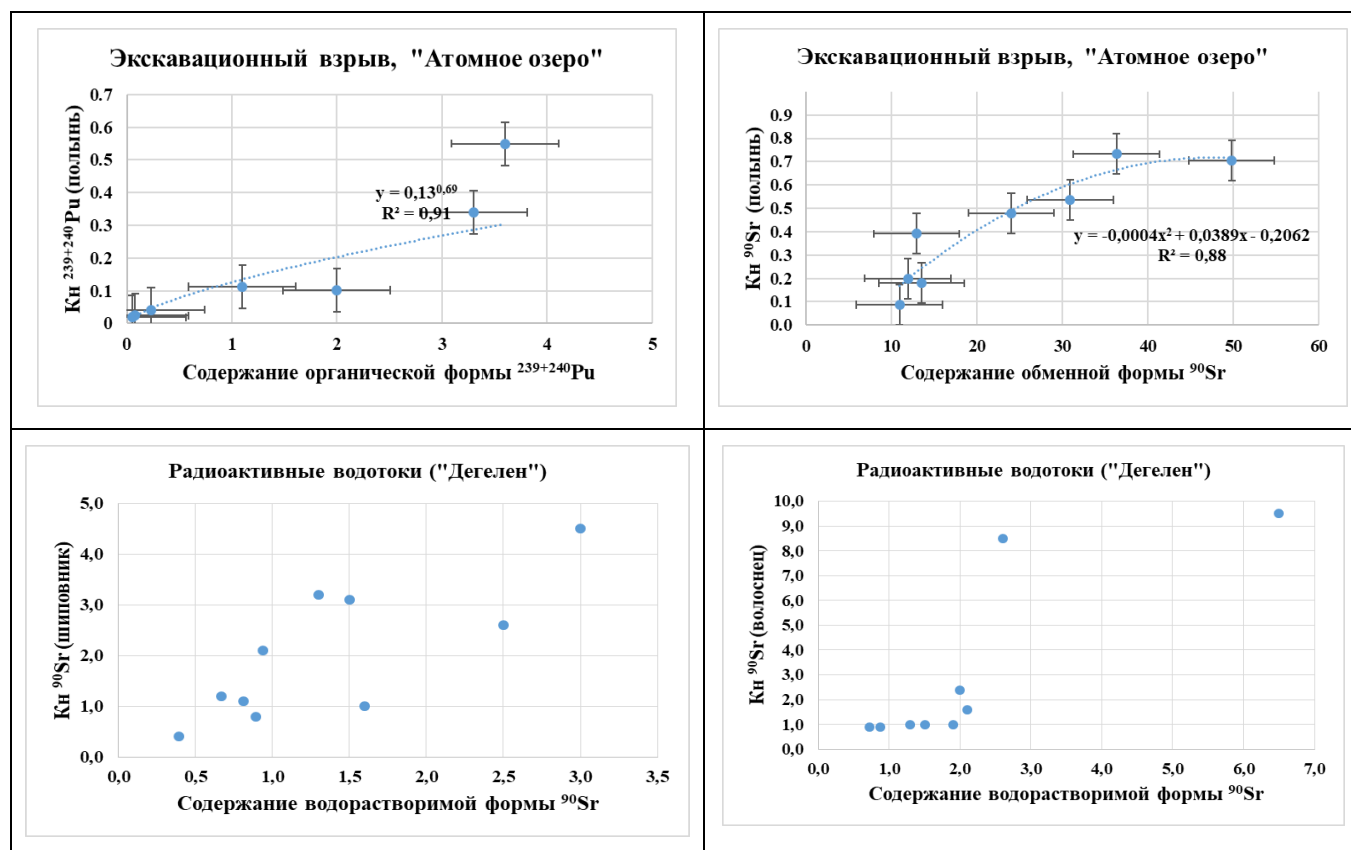 Экскавационный взрыв, "Атомное озеро"
Кн ²³⁹⁺²⁴⁰Pu (полынь)
0.7
0.6
0.5
0.4
0.3
0.2
0.1
0
y = 0,13⁰·⁶⁹
R² = 0,91
0 1 2 3 4 5
Содержание органической формы ²³⁹⁺²⁴⁰Pu
Экскавационный взрыв, "Атомное озеро"
Кн ⁹⁰Sr (полынь)
0.9
0.8
0.7
0.6
0.5
0.4
0.3
0.2
0.1
0.0
y = -0,0004x² + 0,0389x - 0,2062
R² = 0,88
0 10 20 30 40 50 60
Содержание обменной формы ⁹⁰Sr
Радиоактивные водотоки ("Дегелен")
Кн ⁹⁰Sr (шиповник)
5,0
4,0
3,0
2,0
1,0
0,0
0,0 0,5 1,0 1,5 2,0 2,5 3,0 3,5
Содержание водорастворимой формы ⁹⁰Sr
Радиоактивные водотоки ("Дегелен")
Кн ⁹⁰Sr (волоснец)
10,0
9,0
8,0
7,0
6,0
5,0
4,0
3,0
2,0
1,0
0,0
0,0 1,0 2,0 3,0 4,0 5,0 6,0 7,0
Содержание водорастворимой формы ⁹⁰Sr